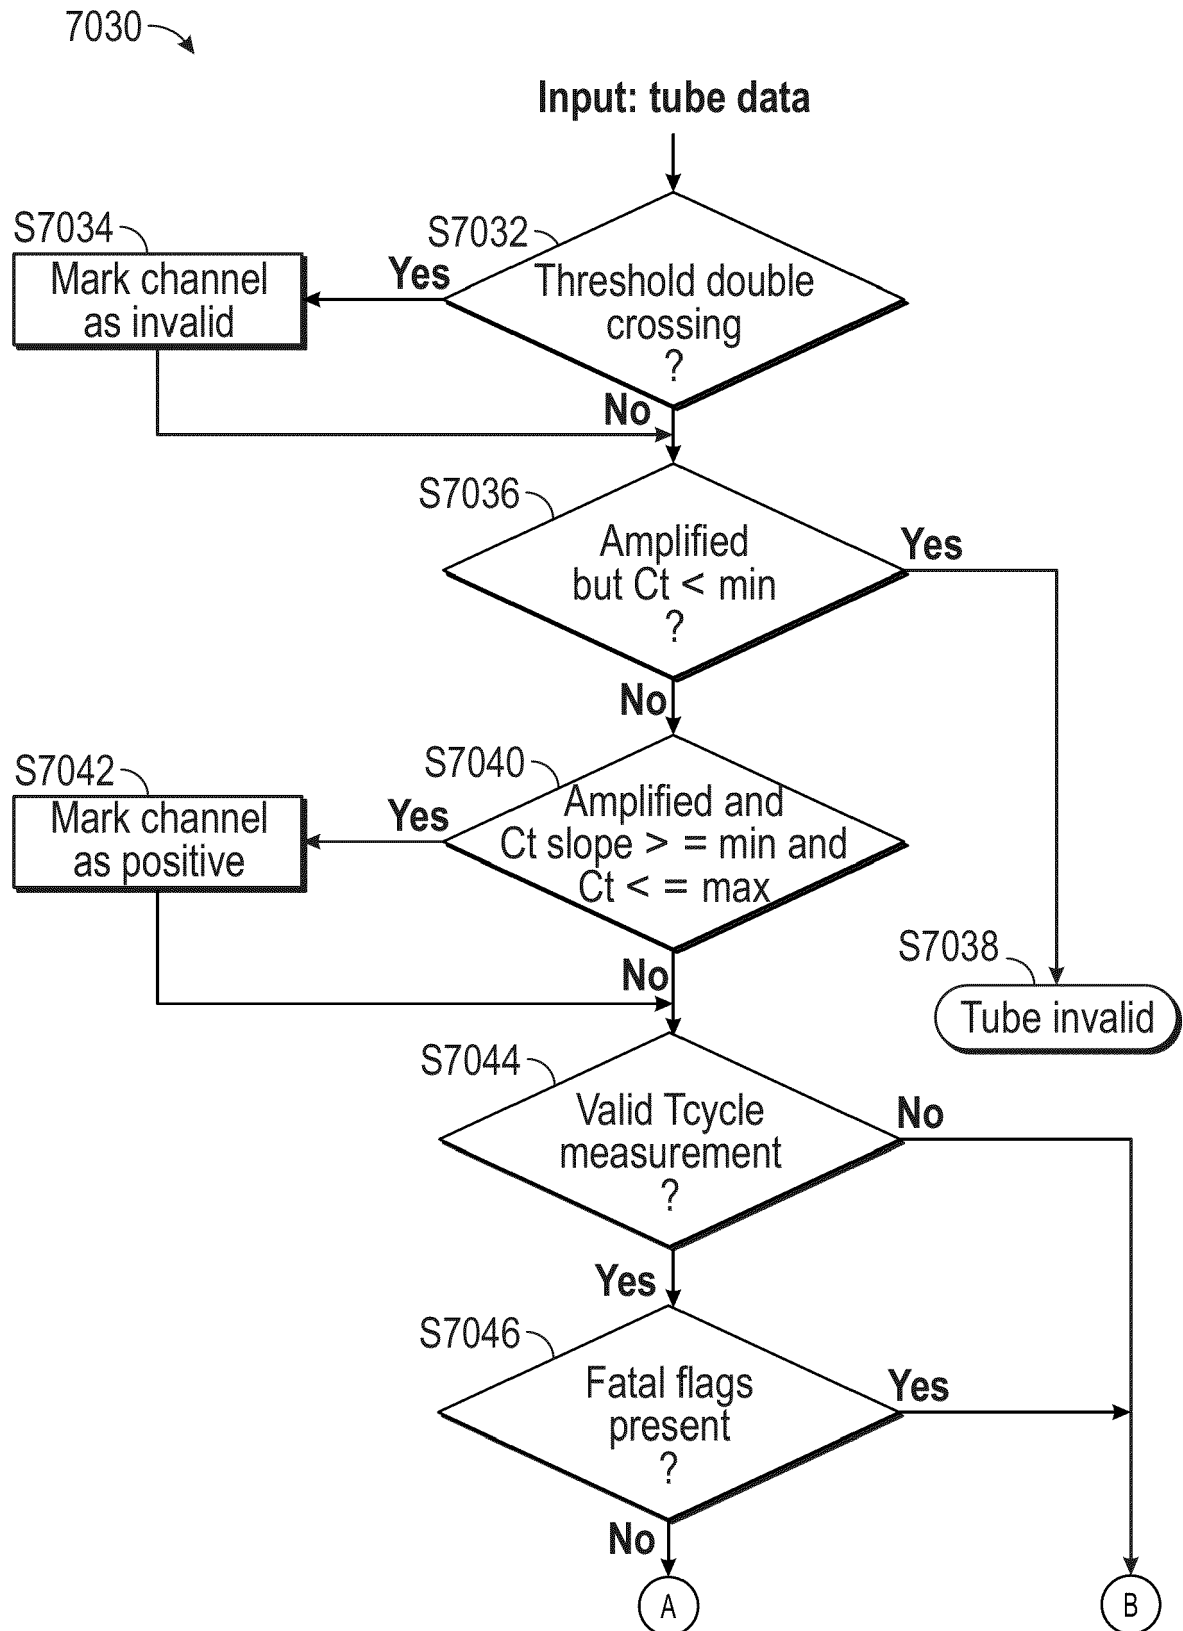 7030
Input: tube data
S7034
S7032
Mark channel
as invalid
Yes
Threshold double
crossing
?
No
S7036
Amplified
but Ct < min
?
Yes
No
S7042
S7040
Mark channel
as positive
Yes
Amplified and
Ct slope > = min and
Ct < = max
S7038
No
Tube invalid
S7044
Valid Tcycle
measurement
?
No
Yes
S7046
Fatal flags
present
?
Yes
No
A
B